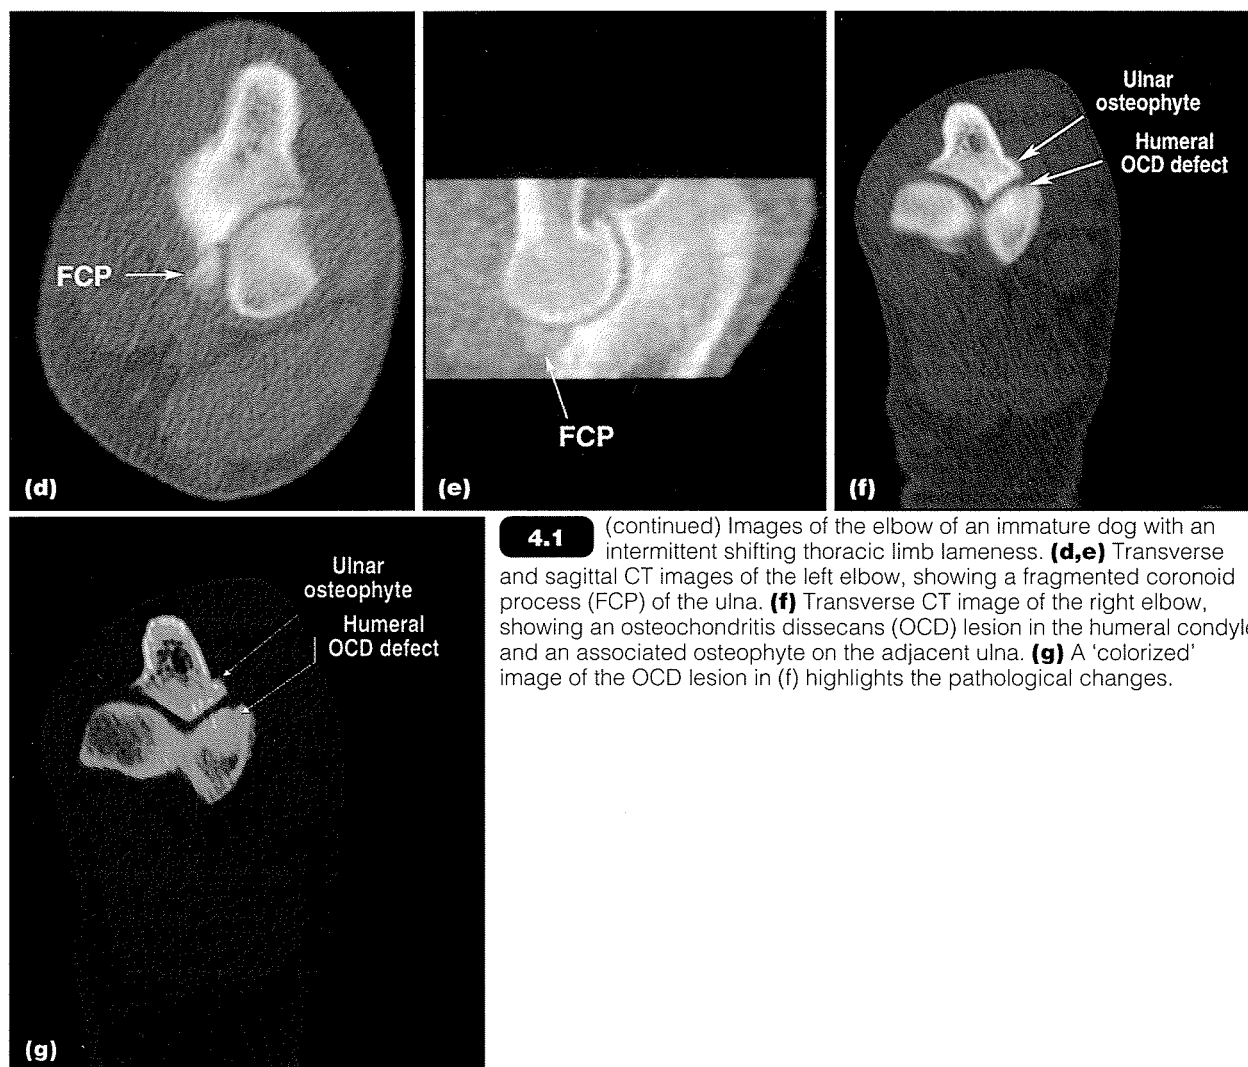 FCP
(d)
FCP
(e)
Ulnar
osteophyte
Humeral
OCD defect
(f)
Ulnar
osteophyte
Humeral
OCD defect
(g)
4.1 (continued) Images of the elbow of an immature dog with an
intermittent shifting thoracic limb lameness. (d,e) Transverse
and sagittal CT images of the left elbow, showing a fragmented coronoid
process (FCP) of the ulna. (f) Transverse CT image of the right elbow,
showing an osteochondritis dissecans (OCD) lesion in the humeral condyle
and an associated osteophyte on the adjacent ulna. (g) A 'colorized'
image of the OCD lesion in (f) highlights the pathological changes.